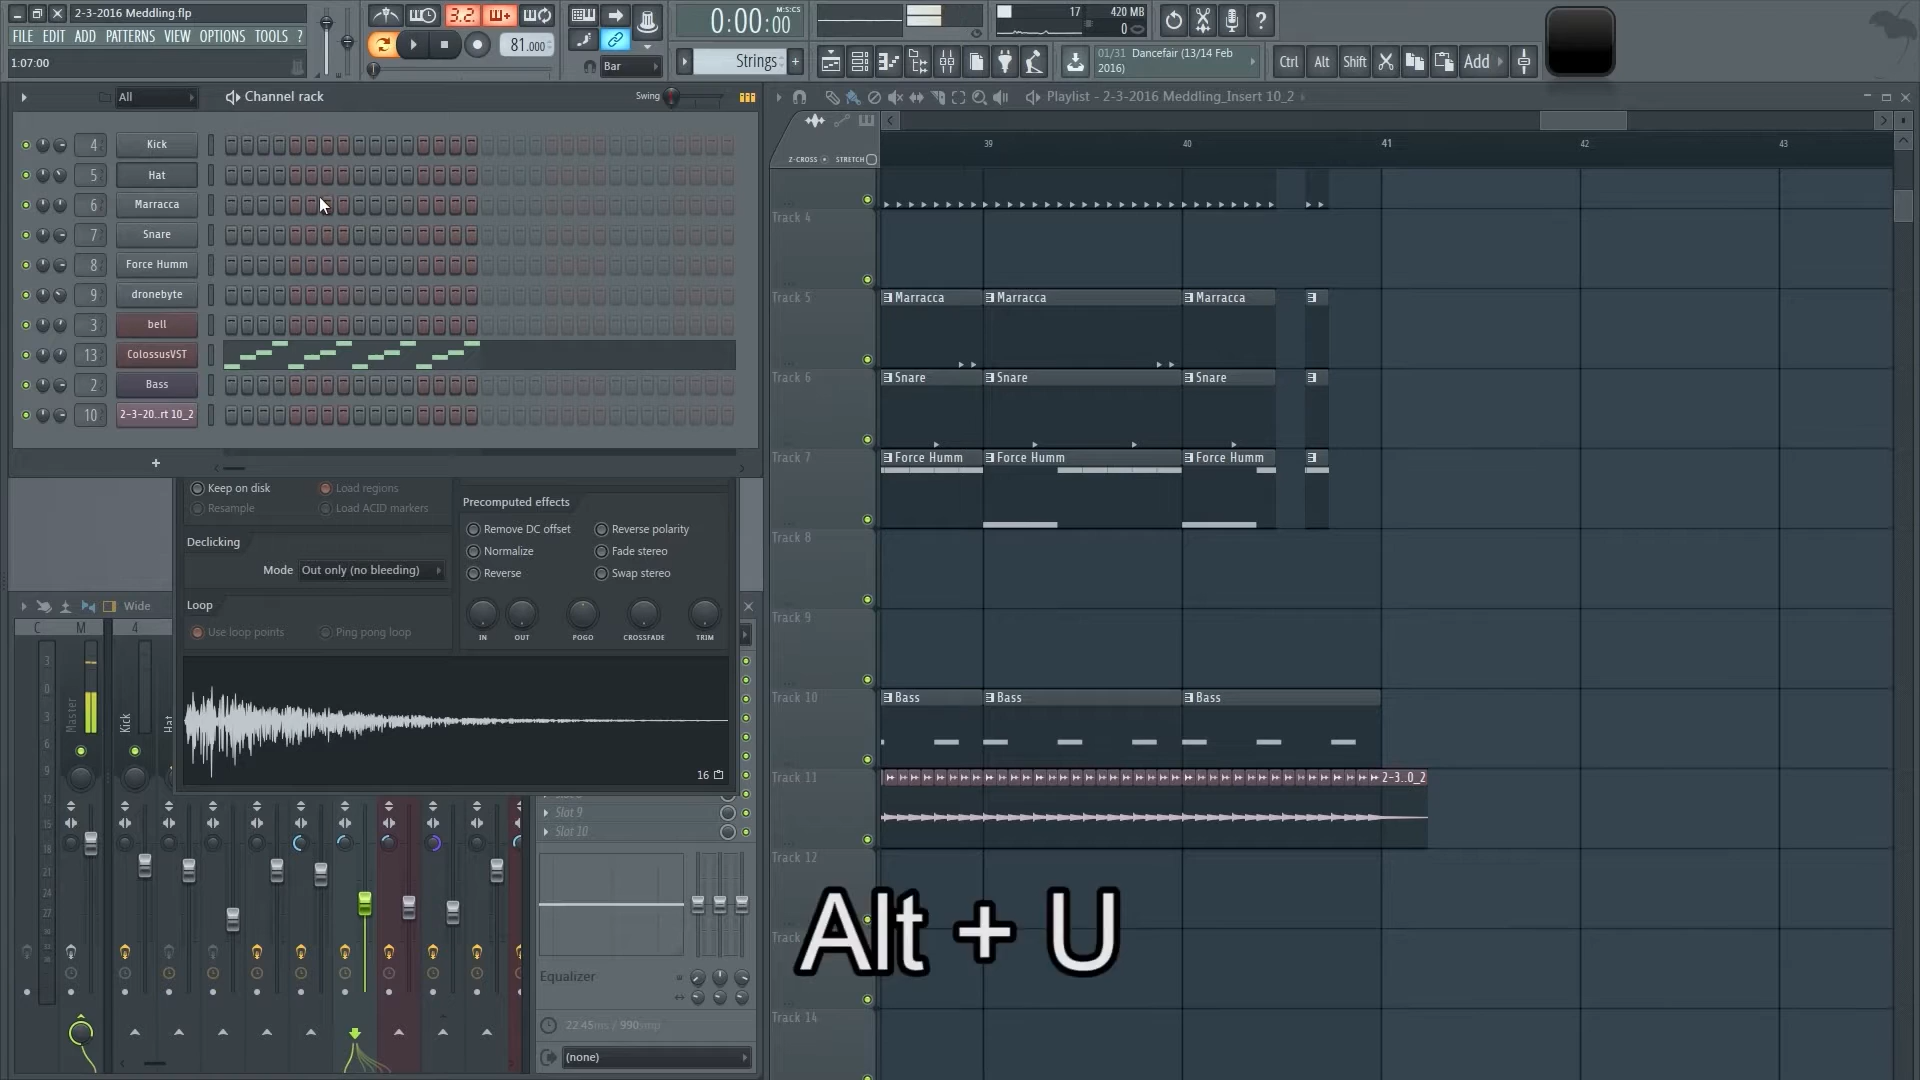 2-3-2016 Meddling.flp
FILE EDIT ADD PATTERNS VIEW OPTIONS TOOLS ?
1:07:00
3.2.
81.000
Bar
0:00:00
M:S:CS
Strings
17
420 MB
0
01/31 Dancefair (13/14 Feb
2016)
Ctrl
Alt
Shift
Add
All
Channel rack
Swing
4 Kick
5 Hat
6 Marracca
7 Snare
8 Force Humm
9 dronebyte
3 bell
13 ColossusVST
2 Bass
10 2-3-20..rt 10_2
Keep on disk
Load regions
Resample
Load ACID markers
Declicking
Mode Out only (no bleeding)
Loop
Use loop points
Ping pong loop
Precomputed effects
Remove DC offset
Reverse polarity
Normalize
Fade stereo
Reverse
Swap stereo
IN OUT POGO CROSSFADE TRIM
16
Wide
C M 4
Master
Kick
Hat
Slot 9
Slot 10
Equalizer
22.45ms / 990smp
(none)
Playlist - 2-3-2016 Meddling_Insert 10_2
Z-CROSS STRETCH
39 40 41 42 43
Track 4
Track 5
Marracca Marracca Marracca
Track 6
Snare Snare Snare
Track 7
Force Humm Force Humm Force Humm
Track 8
Track 9
Track 10
Bass Bass Bass
Track 11
2-3..0_2
Track 12
Track
Track 14
Alt + U